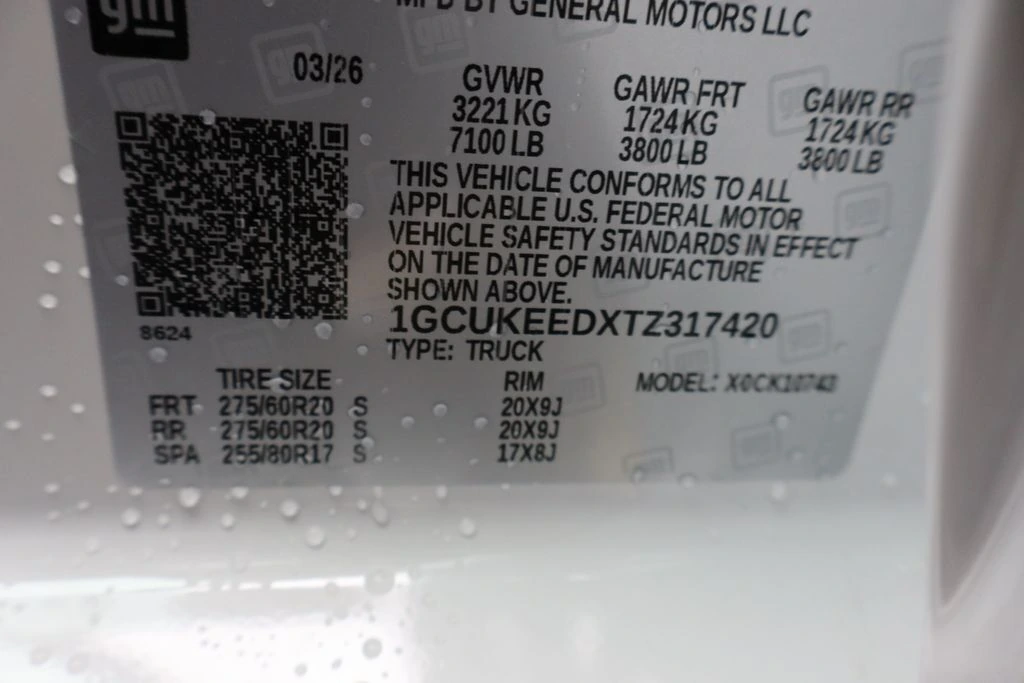 gm
MFD BY GENERAL MOTORS LLC
03/26
GVWR
3221 KG
7100 LB
GAWR FRT
1724 KG
3800 LB
GAWR RR
1724 KG
3800 LB
THIS VEHICLE CONFORMS TO ALL
APPLICABLE U.S. FEDERAL MOTOR
VEHICLE SAFETY STANDARDS IN EFFECT
ON THE DATE OF MANUFACTURE
SHOWN ABOVE.
8624
1GCUKEEDXTZ317420
TYPE: TRUCK
TIRE SIZE RIM MODEL: X0CK10743
FRT 275/60R20 S 20X9J
RR 275/60R20 S 20X9J
SPA 255/80R17 S 17X8J